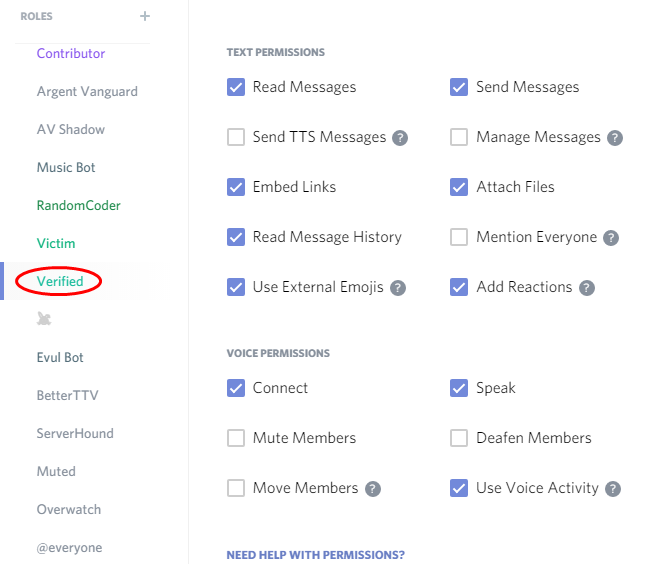 ROLES +
Contributor
Argent Vanguard
AV Shadow
Music Bot
RandomCoder
Victim
Verified
Evul Bot
BetterTTV
ServerHound
Muted
Overwatch
@everyone
TEXT PERMISSIONS
Read Messages Send Messages
Send TTS Messages ? Manage Messages ?
Embed Links Attach Files
Read Message History Mention Everyone ?
Use External Emojis ? Add Reactions ?
VOICE PERMISSIONS
Connect Speak
Mute Members Deafen Members
Move Members ? Use Voice Activity ?
NEED HELP WITH PERMISSIONS?